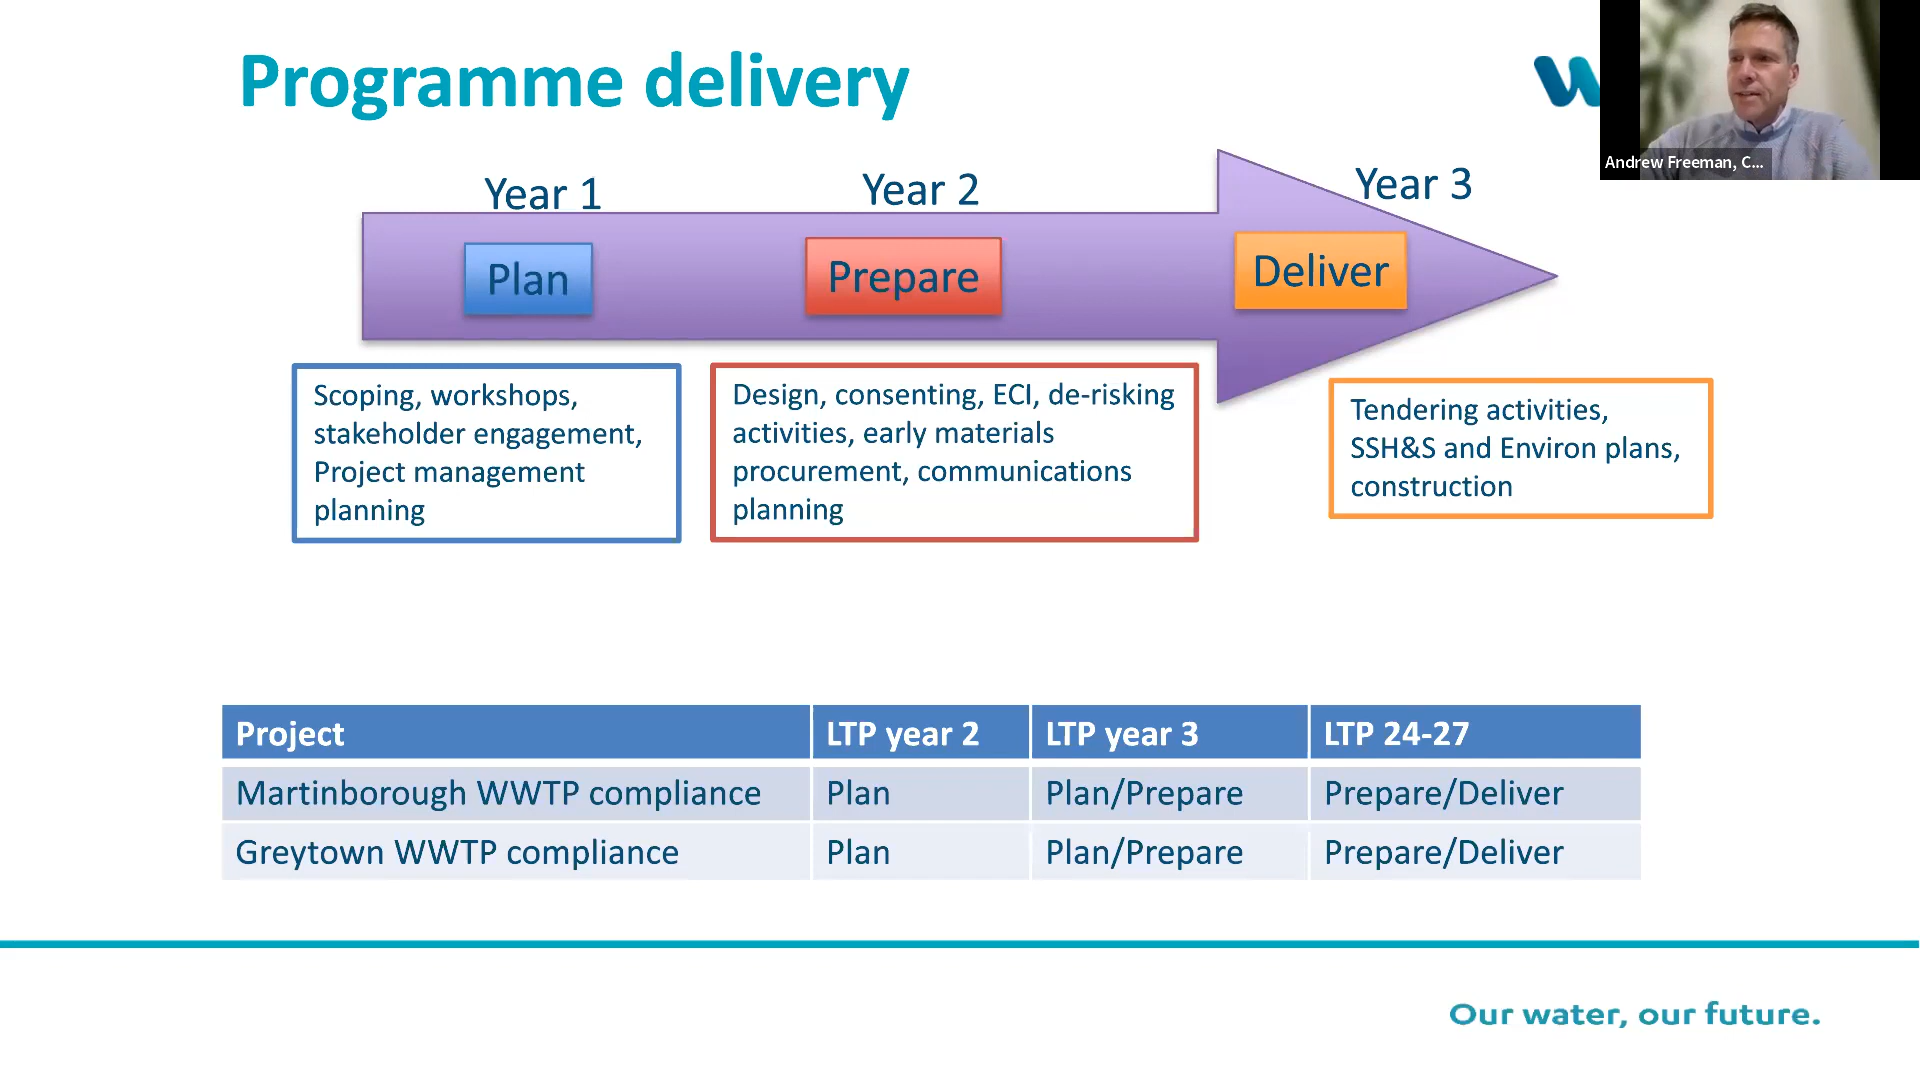 Programme delivery
W
Andrew Freeman, C...
Year 1
Year 2
Year 3
Plan
Prepare
Deliver
Scoping, workshops,
stakeholder engagement,
Project management
planning
Design, consenting, ECI, de-risking
activities, early materials
procurement, communications
planning
Tendering activities,
SSH&S and Environ plans,
construction
Project LTP year 2 LTP year 3 LTP 24-27
Martinborough WWTP compliance Plan Plan/Prepare Prepare/Deliver
Greytown WWTP compliance Plan Plan/Prepare Prepare/Deliver
Our water, our future.